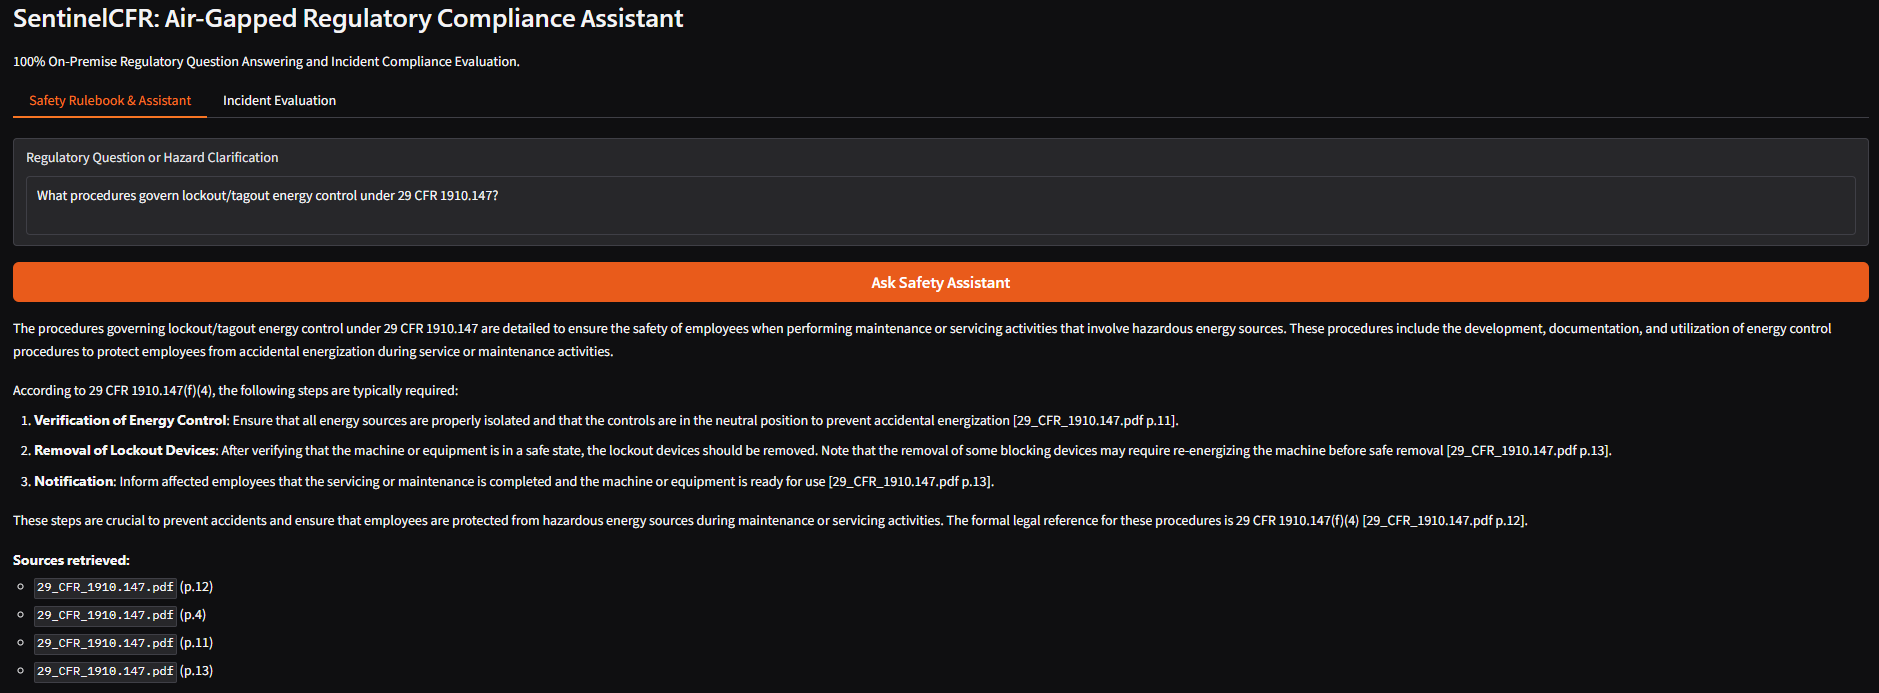 SentinelCFR: Air-Gapped Regulatory Compliance Assistant
100% On-Premise Regulatory Question Answering and Incident Compliance Evaluation.
Safety Rulebook & Assistant
Incident Evaluation
Regulatory Question or Hazard Clarification
What procedures govern lockout/tagout energy control under 29 CFR 1910.147?
Ask Safety Assistant
The procedures governing lockout/tagout energy control under 29 CFR 1910.147 are detailed to ensure the safety of employees when performing maintenance or servicing activities that involve hazardous energy sources. These procedures include the development, documentation, and utilization of energy control
procedures to protect employees from accidental energization during service or maintenance activities.
According to 29 CFR 1910.147(f)(4), the following steps are typically required:
1. Verification of Energy Control: Ensure that all energy sources are properly isolated and that the controls are in the neutral position to prevent accidental energization [29_CFR_1910.147.pdf p.11].
2. Removal of Lockout Devices: After verifying that the machine or equipment is in a safe state, the lockout devices should be removed. Note that the removal of some blocking devices may require re-energizing the machine before safe removal [29_CFR_1910.147.pdf p.13].
3. Notification: Inform affected employees that the servicing or maintenance is completed and the machine or equipment is ready for use [29_CFR_1910.147.pdf p.13].
These steps are crucial to prevent accidents and ensure that employees are protected from hazardous energy sources during maintenance or servicing activities. The formal legal reference for these procedures is 29 CFR 1910.147(f)(4) [29_CFR_1910.147.pdf p.12].
Sources retrieved:
29_CFR_1910.147.pdf (p.12)
29_CFR_1910.147.pdf (p.4)
29_CFR_1910.147.pdf (p.11)
29_CFR_1910.147.pdf (p.13)